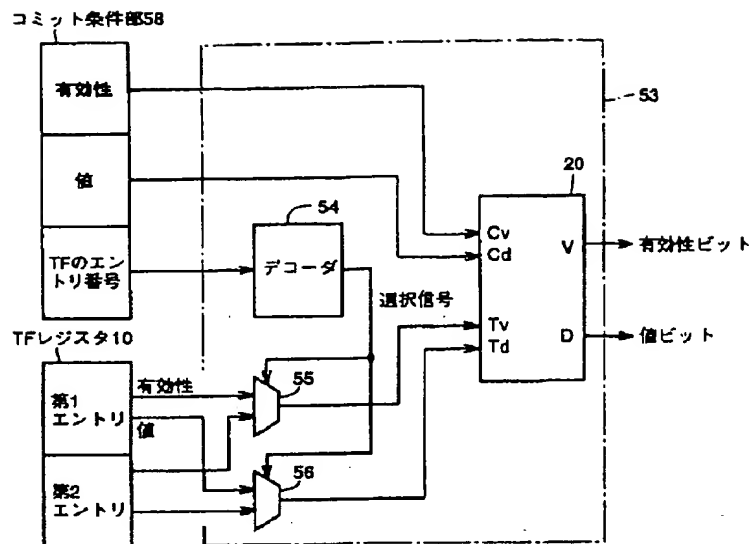 コミット条件部58
有効性
値
TFのエント
リ番号
54
デコーダ
選択信号
53
20
Cv
Cd
V
有効性ビット
Tv
Td
D
値ビット
TFレジスタ10
第1
エントリ
有効性
値
55
第2
エントリ
56